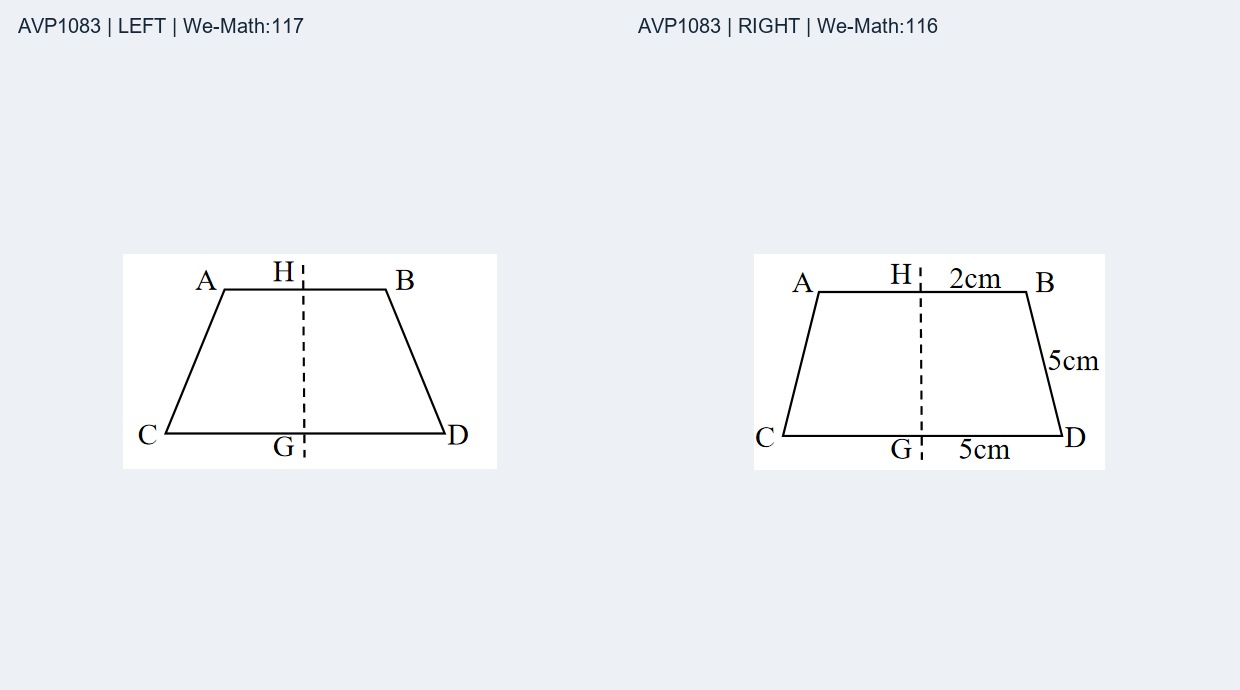 AVP1083 | LEFT | We-Math:117
A H B
C G D
AVP1083 | RIGHT | We-Math:116
A H 2cm B
5cm
C G 5cm D